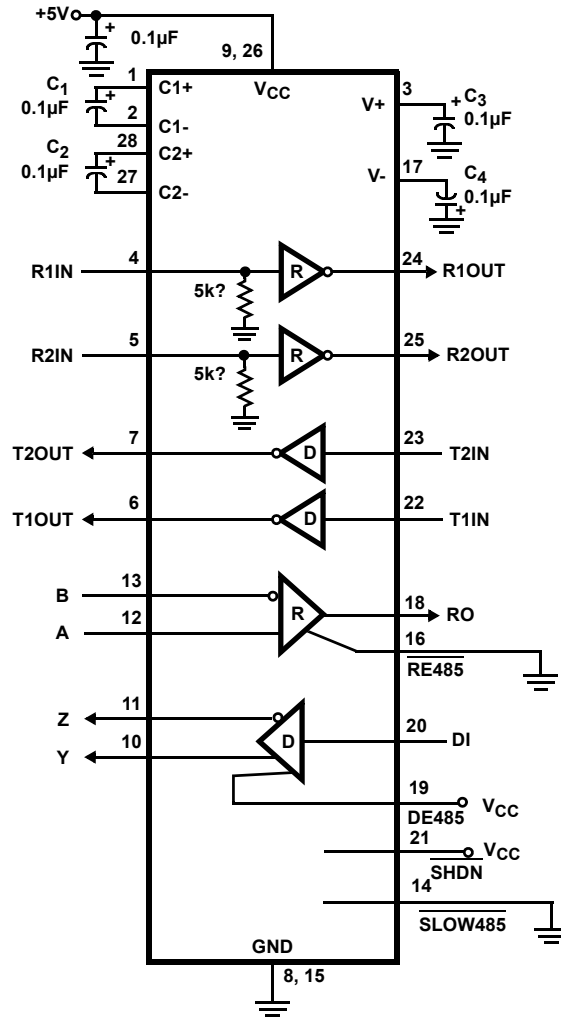 +5V
0.1µF
9, 26
VCC
C1
0.1µF
1
C1+
2
C1-
C2
0.1µF
28
C2+
27
C2-
3
V+
C3
0.1µF
17
V-
C4
0.1µF
R1IN
4
5k?
R
24
R1OUT
R2IN
5
5k?
R
25
R2OUT
T2OUT
7
D
23
T2IN
T1OUT
6
D
22
T1IN
B
13
A
12
R
18
RO
16
RE485
Z
11
Y
10
D
20
DI
19
DE485
VCC
21
SHDN
VCC
14
SLOW485
GND
8, 15